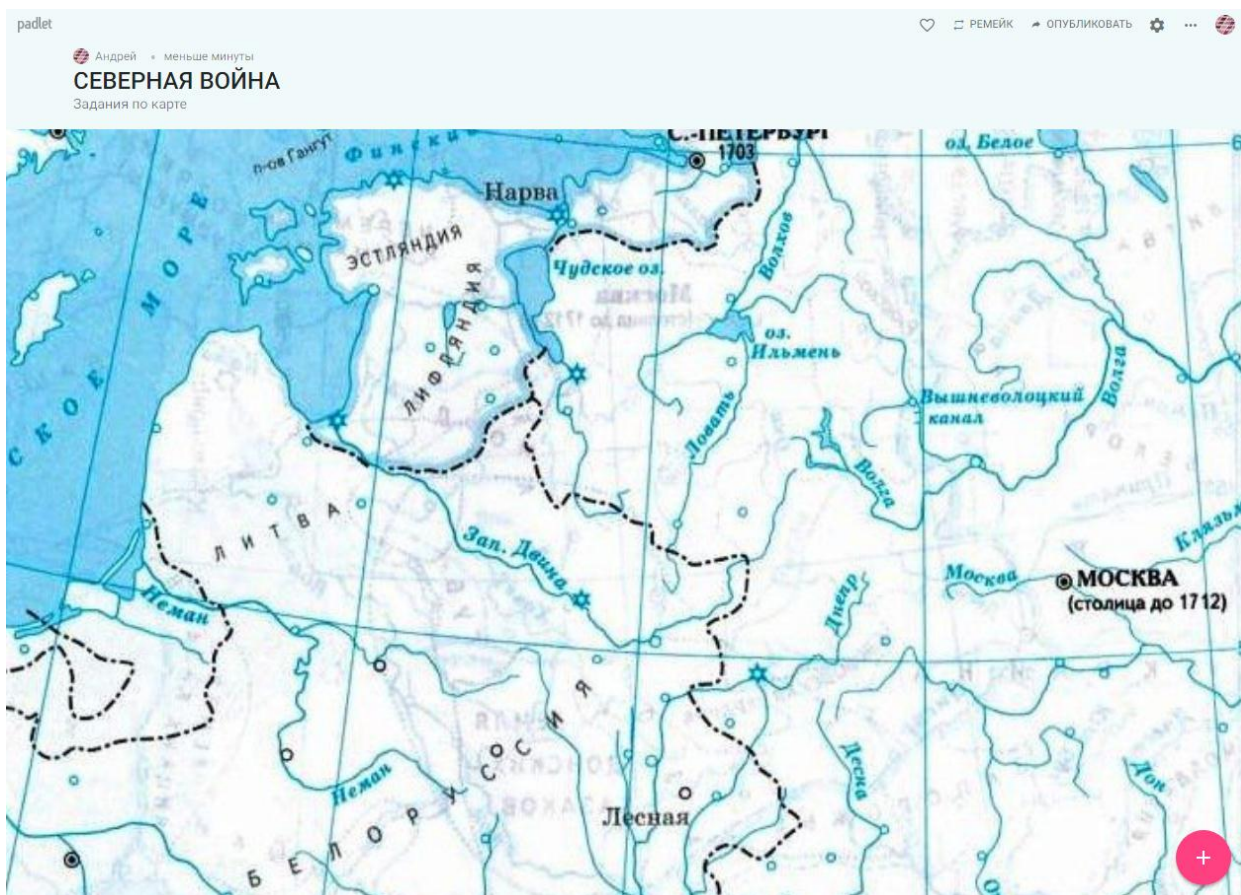 padlet
РЕМЕЙК
ОПУБЛИКОВАТЬ
Андрей • меньше минуты
СЕВЕРНАЯ ВОЙНА
Задания по карте
С.-ПЕТЕРБУРГ
1703
оз. Белое
п-ов Гангут
Нарва
ЭСТЛЯНДИЯ
Волхов
Чудское оз.
МОРЕ
СКОЕ
ЛИФЛЯНДИЯ
оз.
Ильмень
Вышневолоцкий
канал
Волга
Ловать
Волга
ЛИТВА
Зап. Двина
Неман
Днепр
Москва
МОСКВА
(столица до 1712)
БЕЛОРУССИЯ
Неман
Лесная
Десна
Дон
+